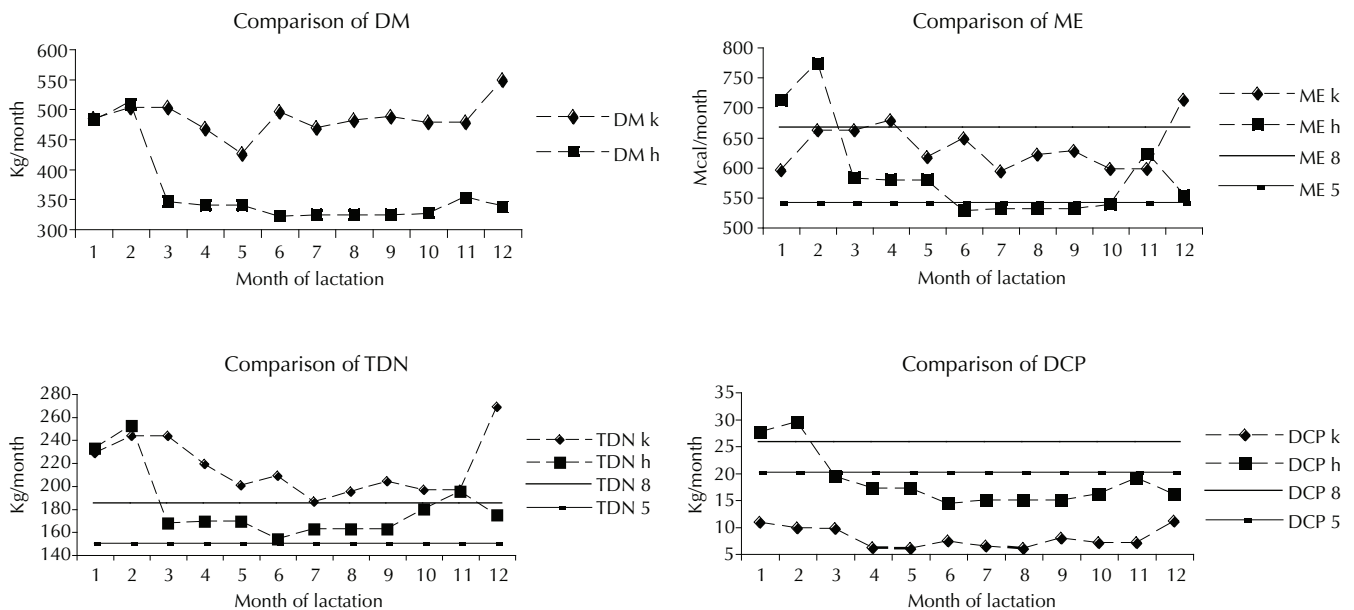 Comparison of DM
600
550
500
450
400
350
300
Kg/month
1 2 3 4 5 6 7 8 9 10 11 12
Month of lactation
DM k
DM h
Comparison of ME
800
750
700
650
600
550
500
Mcal/month
1 2 3 4 5 6 7 8 9 10 11 12
Month of lactation
ME k
ME h
ME 8
ME 5
Comparison of TDN
280
260
240
220
200
180
160
140
Kg/month
1 2 3 4 5 6 7 8 9 10 11 12
Month of lactation
TDN k
TDN h
TDN 8
TDN 5
Comparison of DCP
35
30
25
20
15
10
5
Kg/month
1 2 3 4 5 6 7 8 9 10 11 12
Month of lactation
DCP k
DCP h
DCP 8
DCP 5